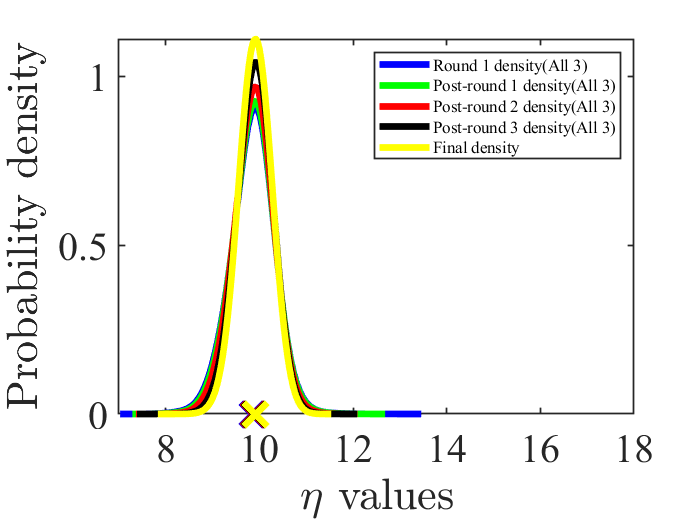 Probability density
1
0.5
0
Round 1 density(All 3)
Post-round 1 density(All 3)
Post-round 2 density(All 3)
Post-round 3 density(All 3)
Final density
8 10 12 14 16 18
η values